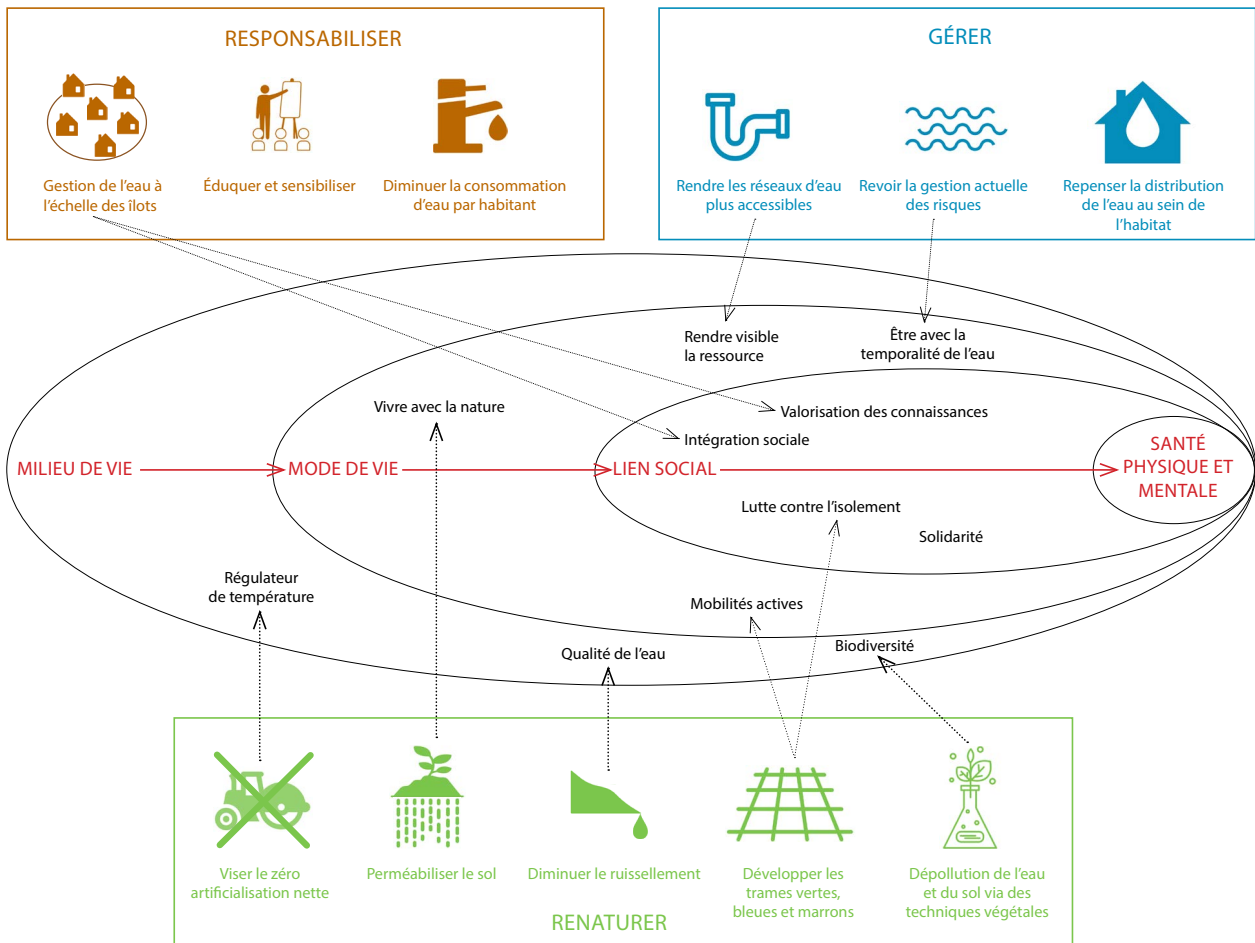 RESPONSABILISER
Gestion de l’eau à
l’échelle des îlots
Éduquer et sensibiliser
Diminuer la consommation
d’eau par habitant
GÉRER
Rendre les réseaux d’eau
plus accessibles
Revoir la gestion actuelle
des risques
Repenser la distribution
de l’eau au sein de
l’habitat
Rendre visible
la ressource
Être avec la
temporalité de l’eau
Vivre avec la nature
Valorisation des connaissances
Intégration sociale
MILIEU DE VIE
MODE DE VIE
LIEN SOCIAL
SANTÉ
PHYSIQUE ET
MENTALE
Lutte contre l’isolement
Solidarité
Régulateur
de température
Mobilités actives
Qualité de l’eau
Biodiversité
Viser le zéro
artificialisation nette
Perméabiliser le sol
Diminuer le ruissellement
Développer les
trames vertes,
bleues et marrons
Dépollution de l’eau
et du sol via des
techniques végétales
RENATURER